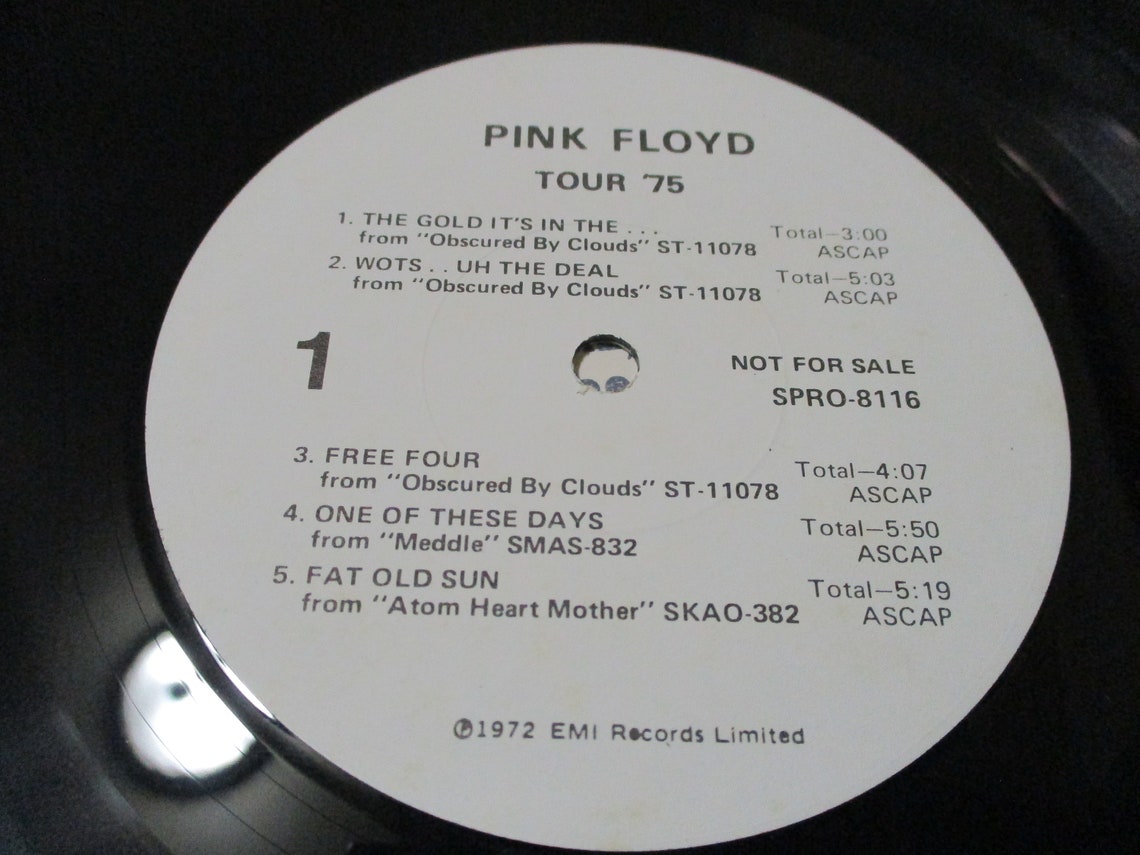 PINK FLOYD
TOUR '75
1. THE GOLD IT'S IN THE . . . Total—3:00
from "Obscured By Clouds" ST-11078 ASCAP
2. WOTS . . UH THE DEAL Total—5:03
from "Obscured By Clouds" ST-11078 ASCAP
1
NOT FOR SALE
SPRO-8116
3. FREE FOUR Total—4:07
from "Obscured By Clouds" ST-11078 ASCAP
4. ONE OF THESE DAYS Total—5:50
from "Meddle" SMAS-832 ASCAP
5. FAT OLD SUN Total—5:19
from "Atom Heart Mother" SKAO-382 ASCAP
℗1972 EMI Records Limited